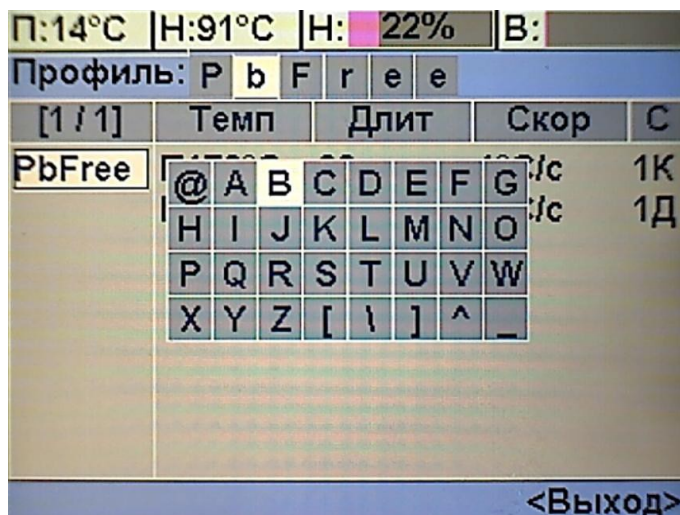 П:14°C Н:91°C Н: 22% В:
Профиль: P b F r e e
[1 / 1] Темп Длит Скор С
PbFree °C/с 1К
°C/с 1Д
@ A B C D E F G
H I J K L M N O
P Q R S T U V W
X Y Z [ \ ] ^ _
<Выход>